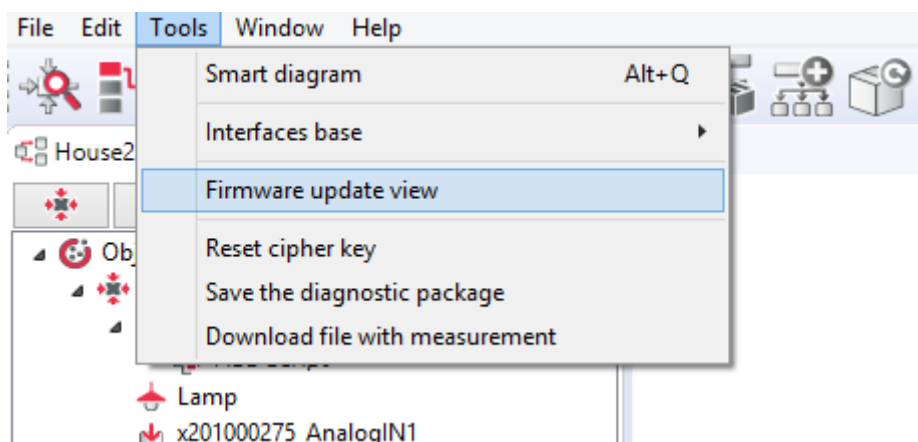 File Edit Tools Window Help
Smart diagram Alt+Q
Interfaces base
House2
Firmware update view
Obj
Reset cipher key
Save the diagnostic package
Download file with measurement
Lamp
x201000275_AnalogIN1